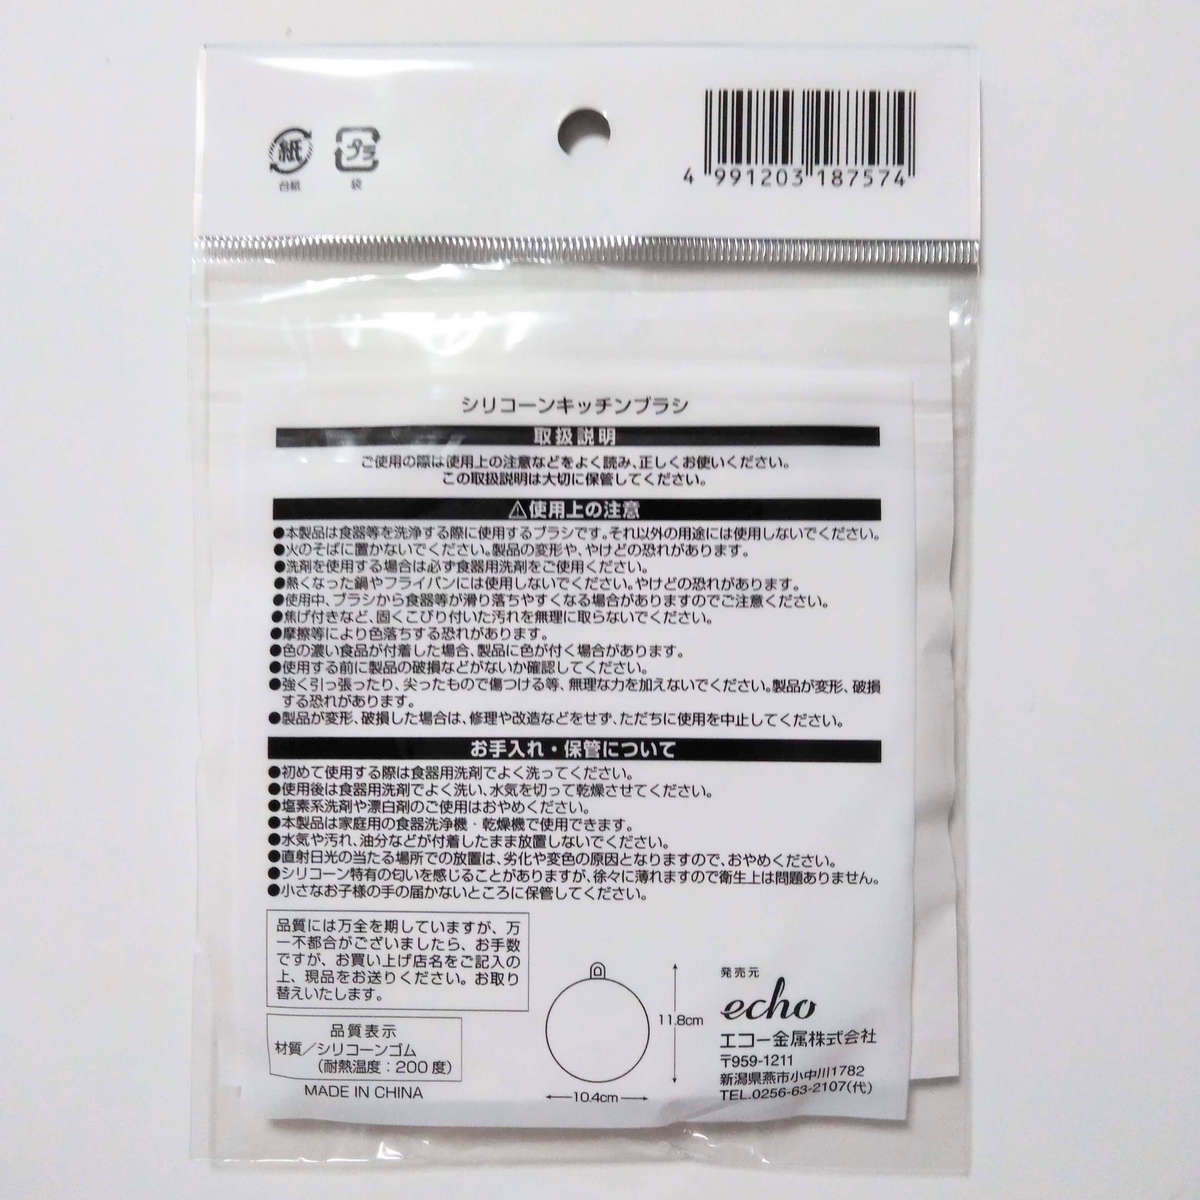 紙
台紙
プラ
袋
4 991203 187574
シリコーンキッチンブラシ
取扱説明
ご使用の際は使用上の注意などをよく読み、正しくお使いください。
この取扱説明は大切に保管してください。
⚠使用上の注意
●本製品は食器等を洗浄する際に使用するブラシです。それ以外の用途には使用しないでください。
●火のそばに置かないでください。製品の変形や、やけどの恐れがあります。
●洗剤を使用する場合は必ず食器用洗剤をご使用ください。
●熱くなった鍋やフライパンには使用しないでください。やけどの恐れがあります。
●使用中、ブラシから食器等が滑り落ちやすくなる場合がありますのでご注意ください。
●焦げ付きなど、固くこびり付いた汚れを無理に取らないでください。
●摩擦等により色落ちする恐れがあります。
●色の濃い食品が付着した場合、製品に色が付く場合があります。
●使用する前に製品の破損などがないか確認してください。
●強く引っ張ったり、尖ったもので傷つける等、無理な力を加えないでください。製品が変形、破損
する恐れがあります。
●製品が変形、破損した場合は、修理や改造などをせず、ただちに使用を中止してください。
お手入れ・保管について
●初めて使用する際は食器用洗剤でよく洗ってください。
●使用後は食器用洗剤でよく洗い、水気を切って乾燥させてください。
●塩素系洗剤や漂白剤のご使用はおやめください。
●本製品は家庭用の食器洗浄機・乾燥機で使用できます。
●水気や汚れ、油分などが付着したまま放置しないでください。
●直射日光の当たる場所での放置は、劣化や変色の原因となりますので、おやめください。
●シリコーン特有の匂いを感じることがありますが、徐々に薄れますので衛生上は問題ありません。
●小さなお子様の手の届かないところに保管してください。
品質には万全を期していますが、万
一不都合がございましたら、お手数
ですが、お買い上げ店名をご記入の
上、現品をお送りください。お取り
替えいたします。
品質表示
材質/シリコーンゴム
(耐熱温度：200度)
MADE IN CHINA
11.8cm
10.4cm
発売元
echo
エコー金属株式会社
〒959-1211
新潟県燕市小中川1782
TEL.0256-63-2107(代)